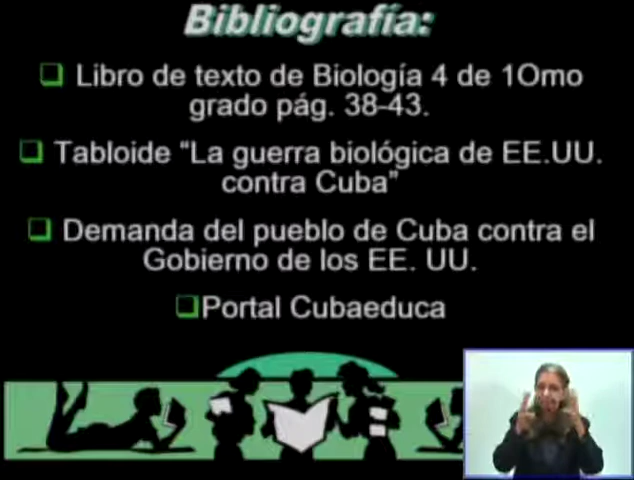 Bibliografía:
❑ Libro de texto de Biología 4 de 1Omo
grado pág. 38-43.
❑ Tabloide “La guerra biológica de EE.UU.
contra Cuba”
❑ Demanda del pueblo de Cuba contra el
Gobierno de los EE. UU.
❑Portal Cubaeduca